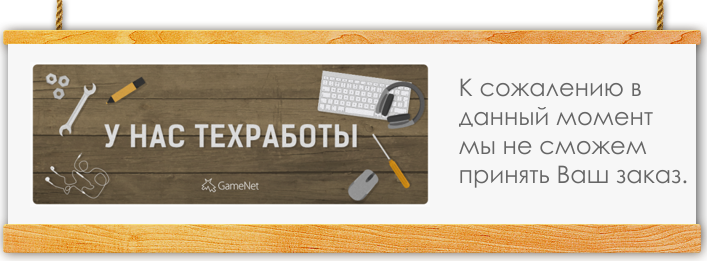 У НАС ТЕХРАБОТЫ
GameNet
К сожалению в
данный момент
мы не сможем
принять Ваш заказ.